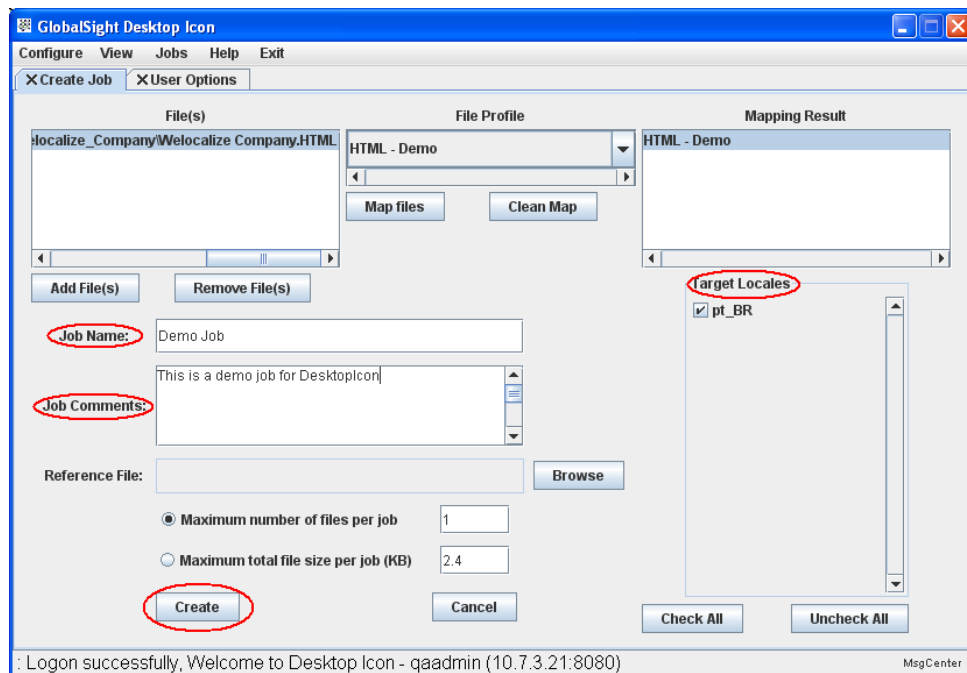 GlobalSight Desktop Icon
Configure View Jobs Help Exit
Create Job User Options
File(s) File Profile Mapping Result
elocalize_Company\Welocalize Company.HTML
HTML - Demo
HTML - Demo
Map files Clean Map
Add File(s) Remove File(s)
Target Locales
pt_BR
Job Name: Demo Job
Job Comments: This is a demo job for DesktopIcon
Reference File: Browse
Maximum number of files per job 1
Maximum total file size per job (KB) 2.4
Create Cancel
Check All Uncheck All
: Logon successfully, Welcome to Desktop Icon - qaadmin (10.7.3.21:8080) MsgCenter